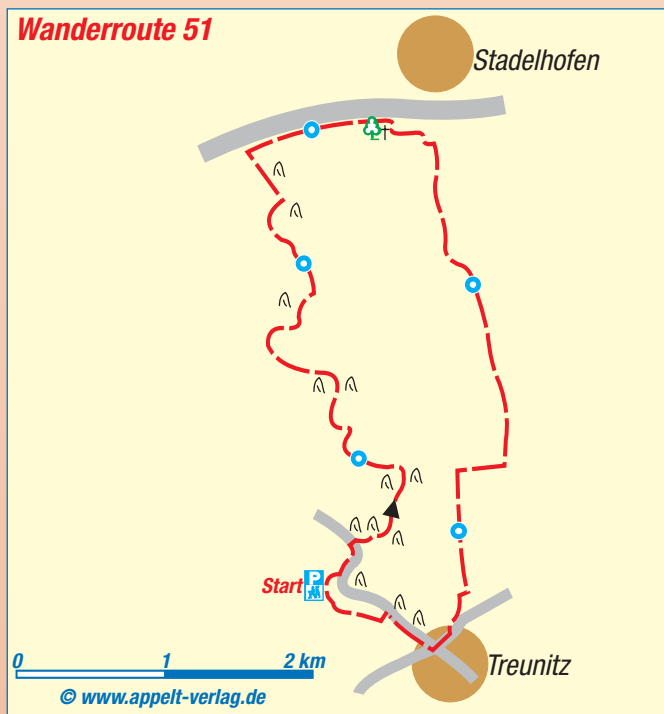 Wanderroute 51
Stadelhofen
P
Start
Treunitz
0 1 2 km
© www.appelt-verlag.de